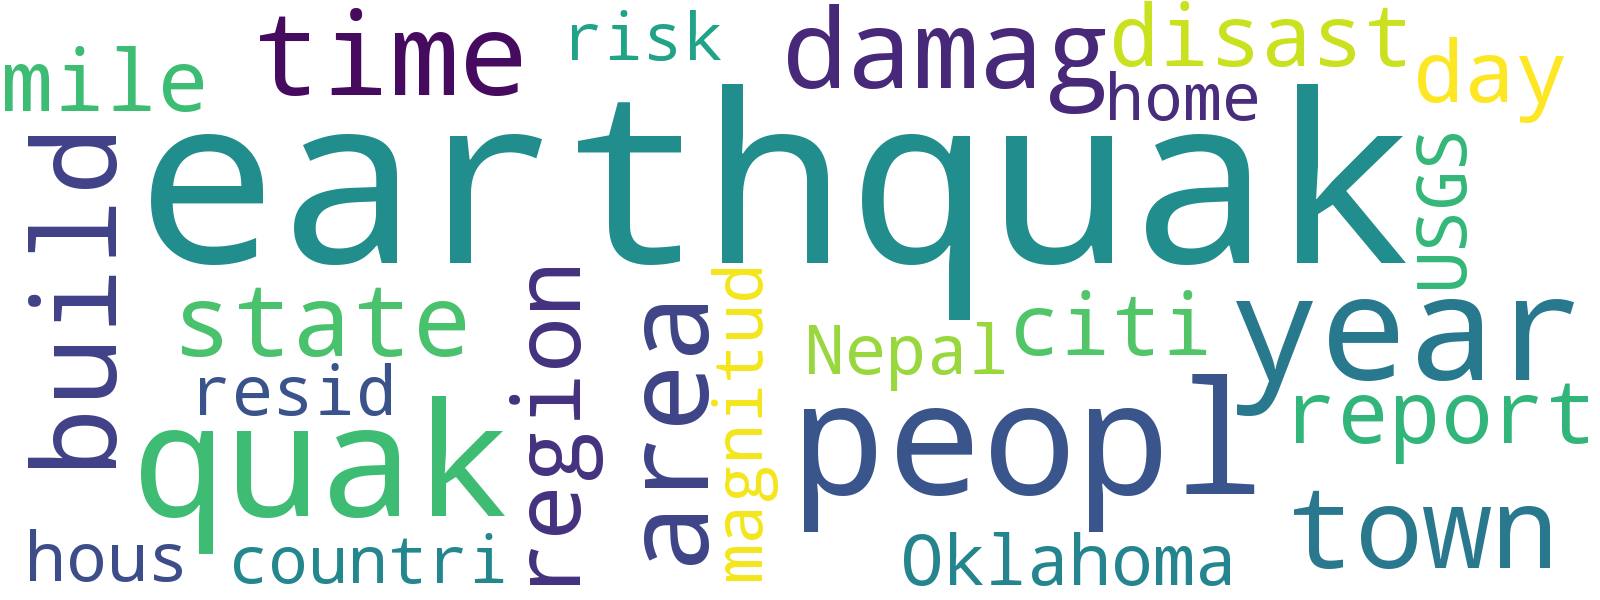 mile
time
risk
damag
disast
day
home
build
earthquak
USGS
state
region
area
magnitud
Nepal
citi
year
resid
quak
peopl
report
hous
countri
Oklahoma
town